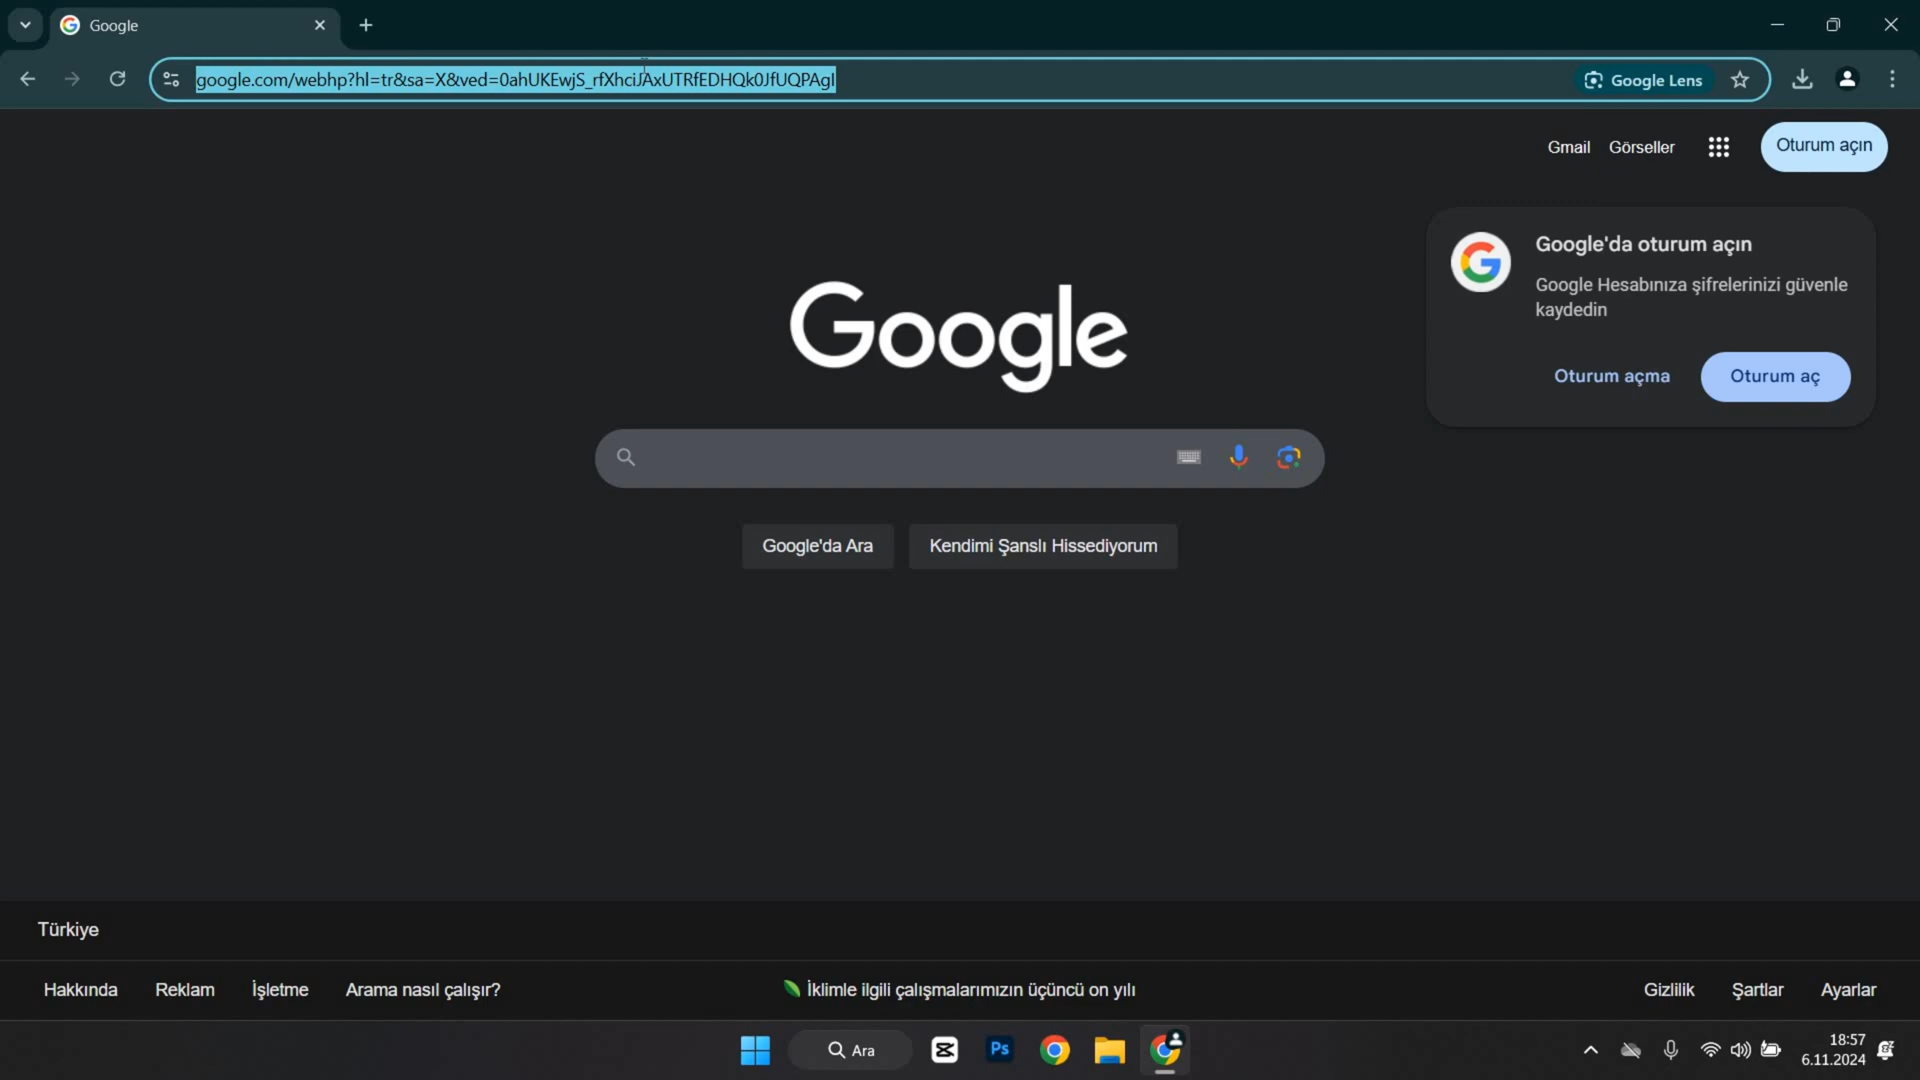 Google
google.com/webhp?hl=tr&sa=X&ved=0ahUKEwjS_rfXhciJAxUTRfEDHQk0JfUQPAgI
Google Lens
Gmail
Görseller
Oturum açın
Google'da oturum açın
Google Hesabınıza şifrelerinizi güvenle
kaydedin
Oturum açma
Oturum aç
Google
Google'da Ara
Kendimi Şanslı Hissediyorum
Türkiye
Hakkında
Reklam
İşletme
Arama nasıl çalışır?
İklimle ilgili çalışmalarımızın üçüncü on yılı
Gizlilik
Şartlar
Ayarlar
Ara
Ps
18:57
6.11.2024